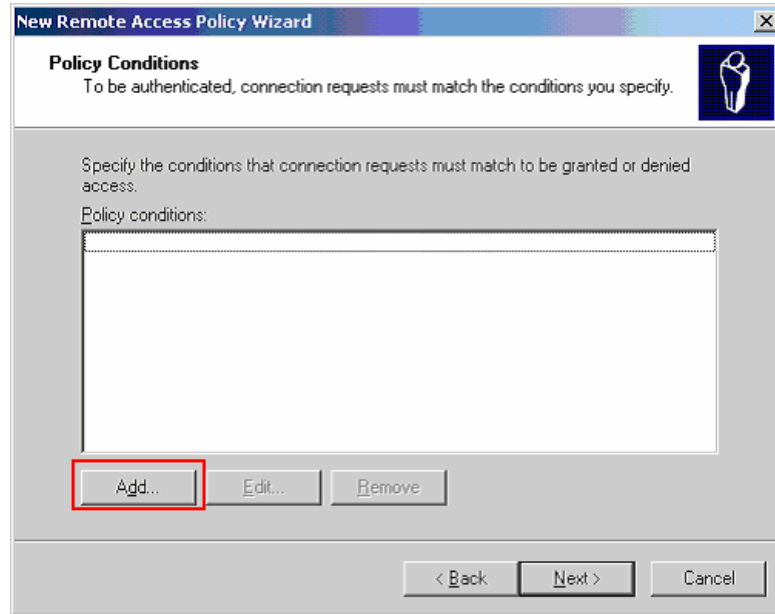 New Remote Access Policy Wizard
Policy Conditions
To be authenticated, connection requests must match the conditions you specify.
Specify the conditions that connection requests must match to be granted or denied
access.
Policy conditions:
Add... Edit... Remove
< Back Next > Cancel